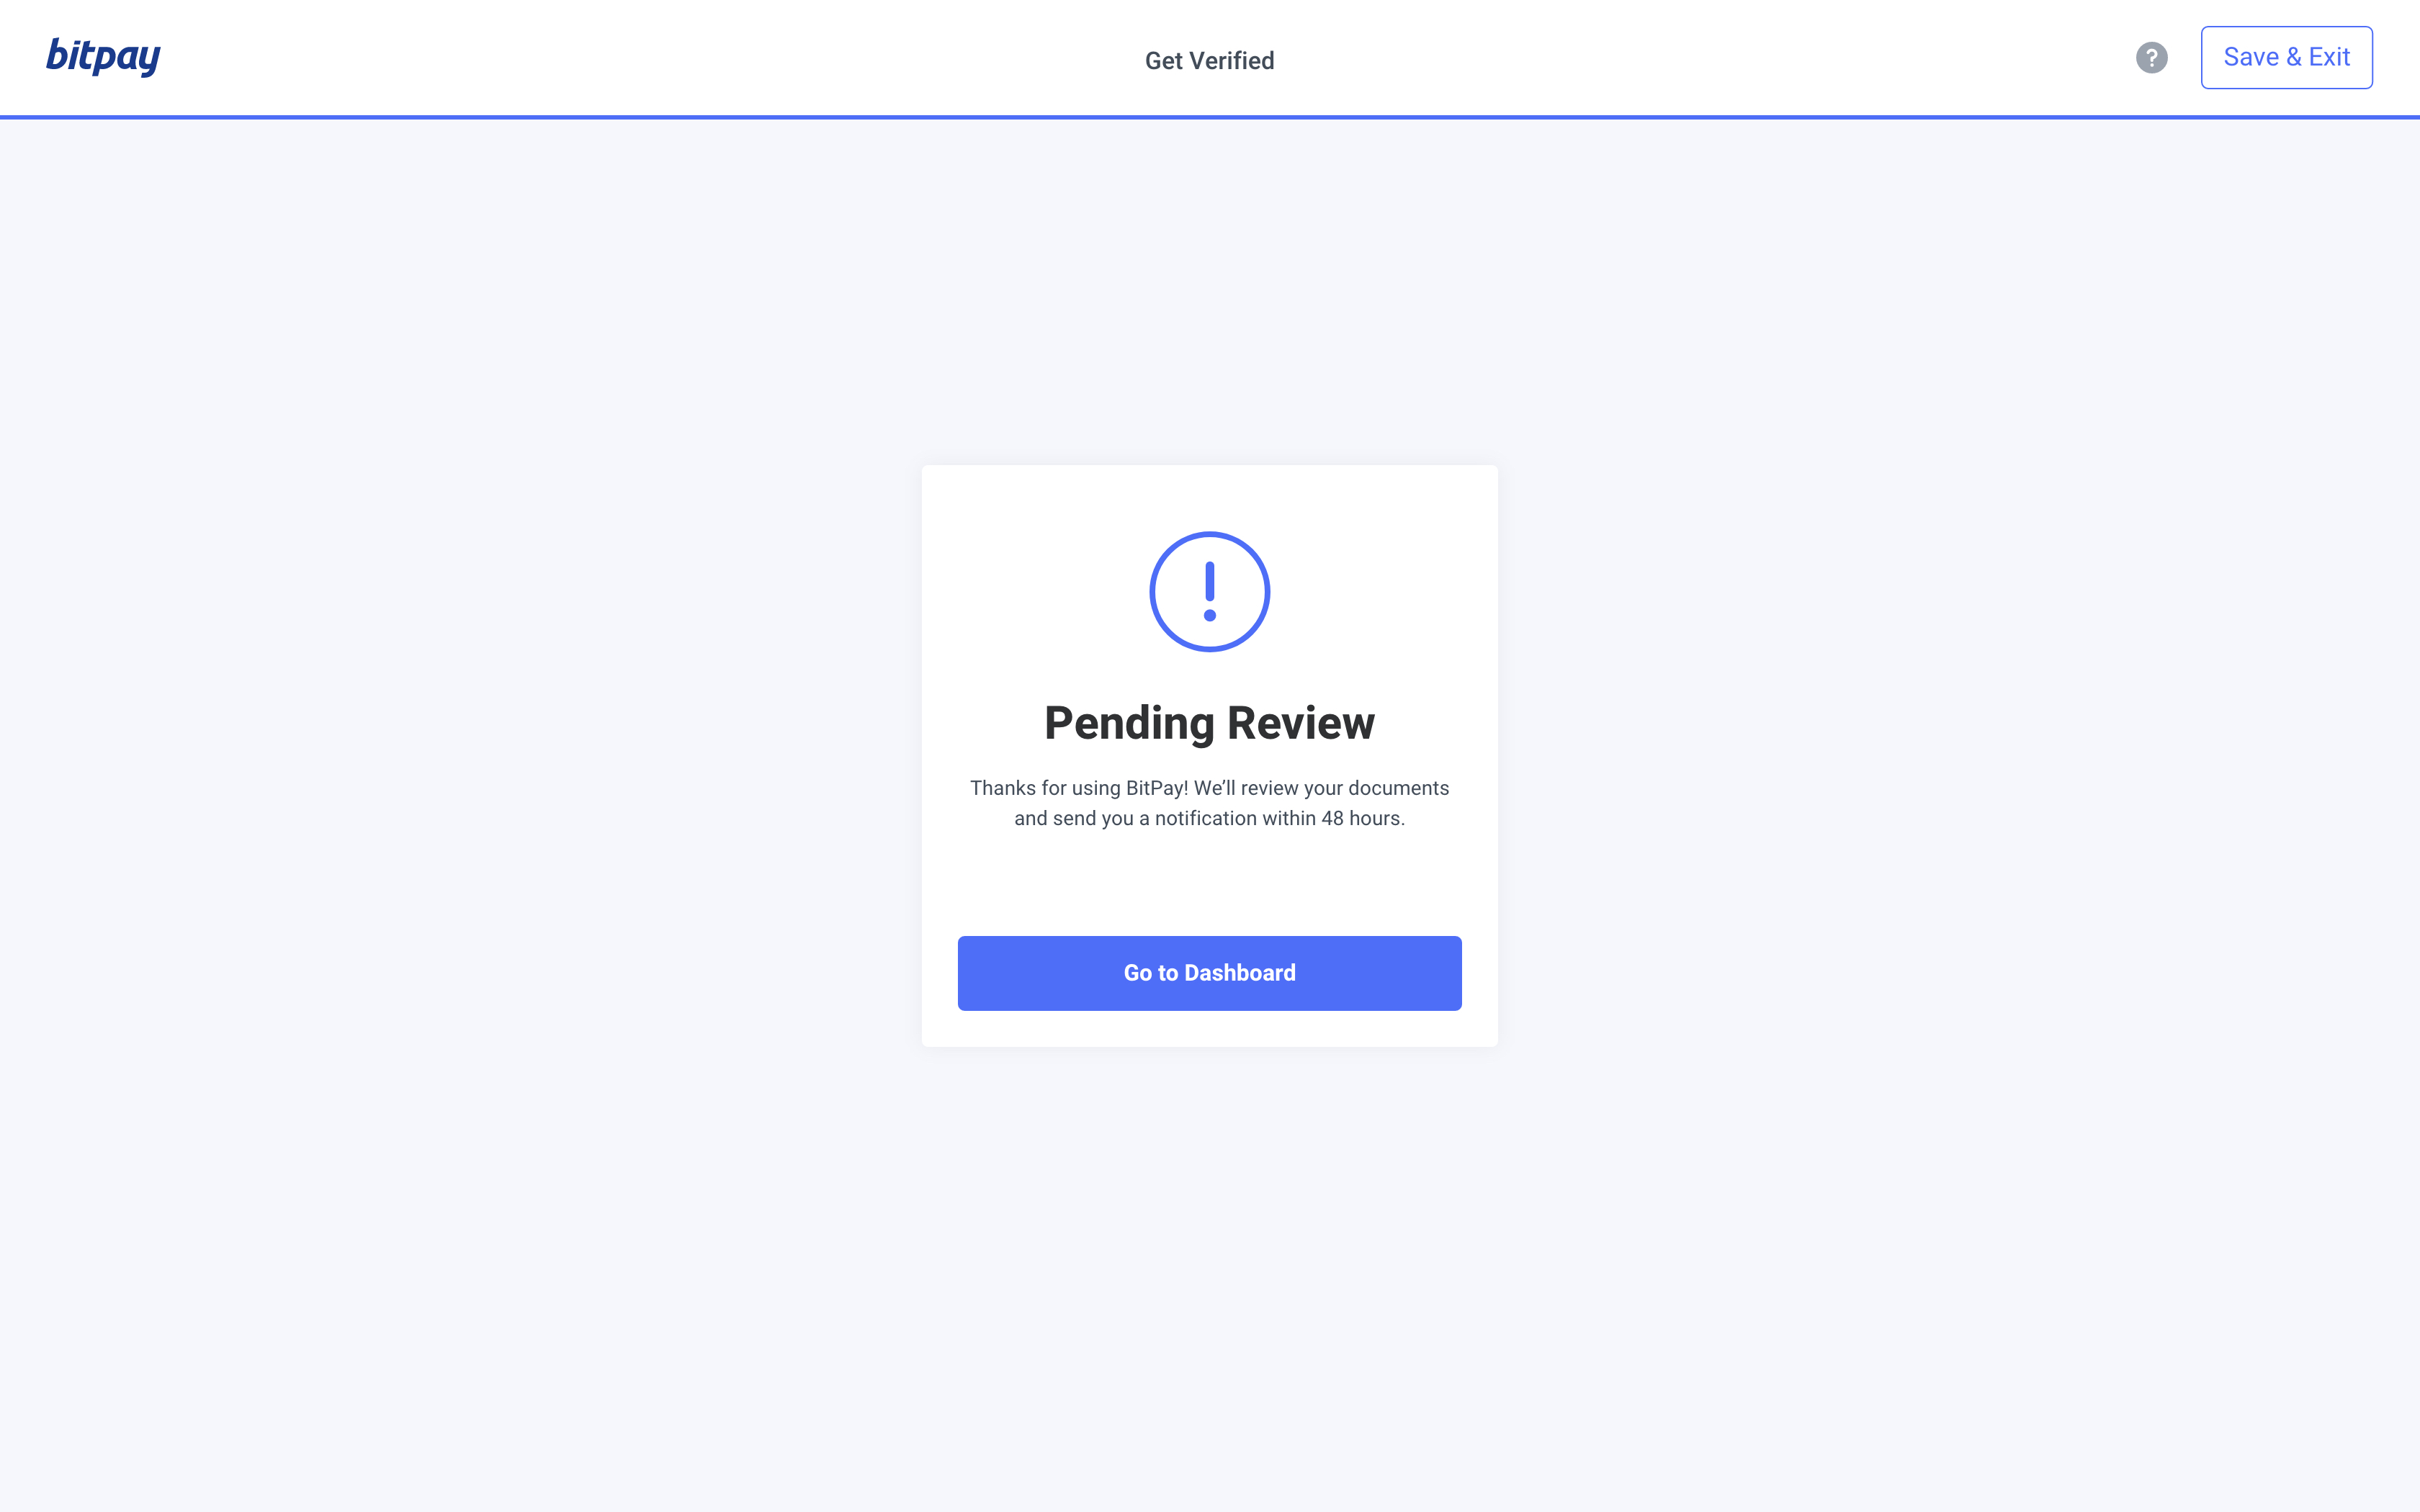 bitpay
Get Verified
?
Save & Exit
Pending Review
Thanks for using BitPay! We’ll review your documents
and send you a notification within 48 hours.
Go to Dashboard